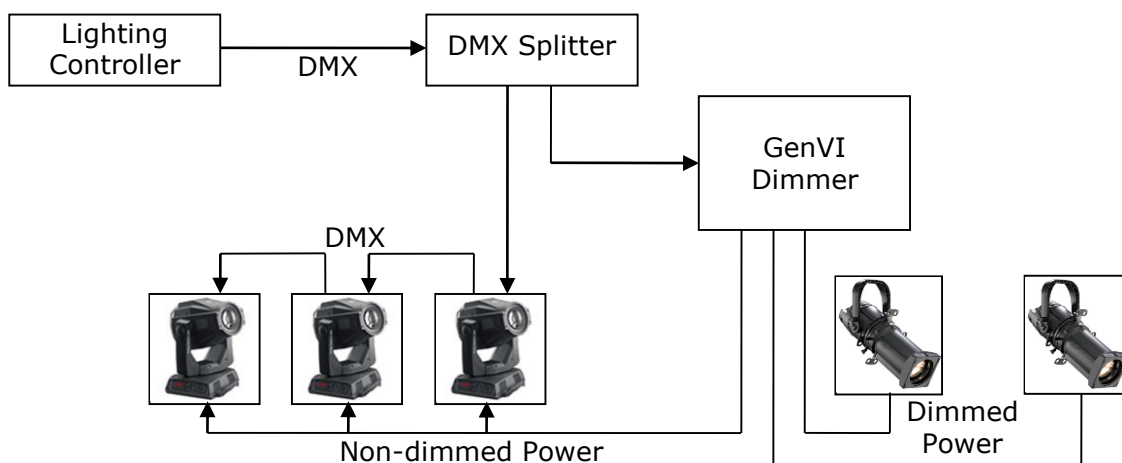 Lighting
Controller
DMX
DMX Splitter
GenVI
Dimmer
DMX
Non-dimmed Power
Dimmed
Power